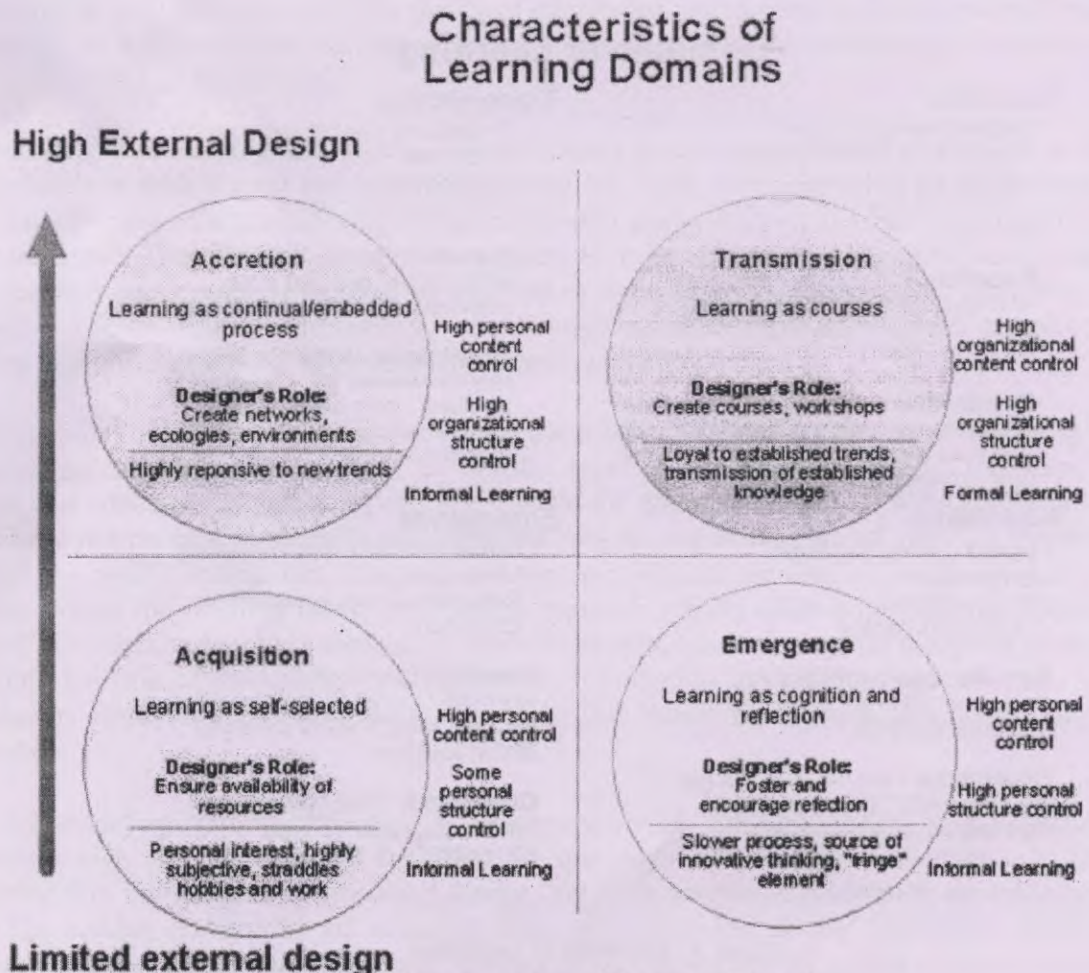 Characteristics of
Learning Domains
High External Design
Accretion
Learning as continual/embedded
process
Designer's Role:
Create networks,
ecologies, environments
Highly reponsive to new trends
High personal
content
conrol
High
organizational
structure
control
Informal Learning
Transmission
Learning as courses
Designer's Role:
Create courses, workshops
Loyal to established trends,
transmission of established
knowledge
High
organizational
content control
High
organizational
structure
control
Formal Learning
Acquisition
Learning as self-selected
Designer's Role:
Ensure availability of
resources
Personal interest, highly
subjective, straddles
hobbies and work
High personal
content control
Some
personal
structure
control
Informal Learning
Emergence
Learning as cognition and
reflection
Designer's Role:
Foster and
encourage refection
Slower process, source of
innovative thinking, "fringe"
element
High personal
content
control
High personal
structure control
Informal Learning
Limited external design